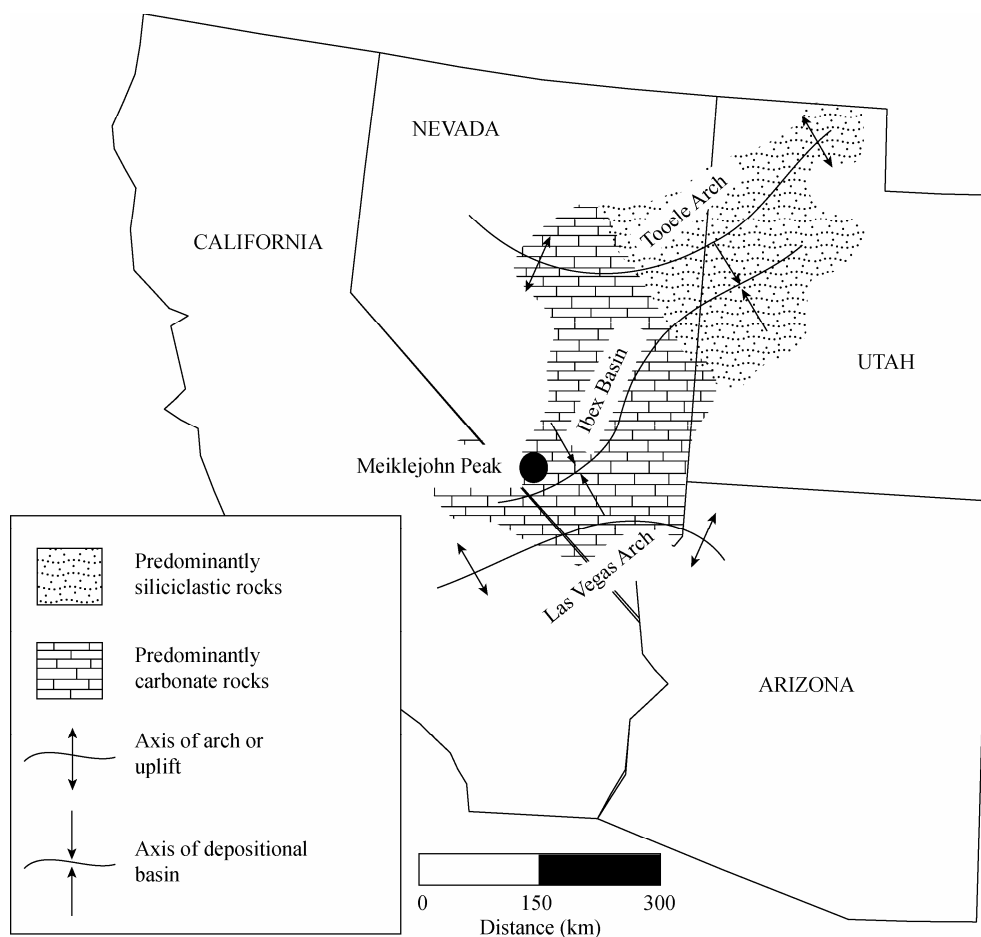 NEVADA
Tooele Arch
CALIFORNIA
Ibex Basin
UTAH
Meiklejohn Peak
Las Vegas Arch
ARIZONA
Predominantly
siliciclastic rocks
Predominantly
carbonate rocks
Axis of arch or
uplift
Axis of depositional
basin
0 150 300
Distance (km)